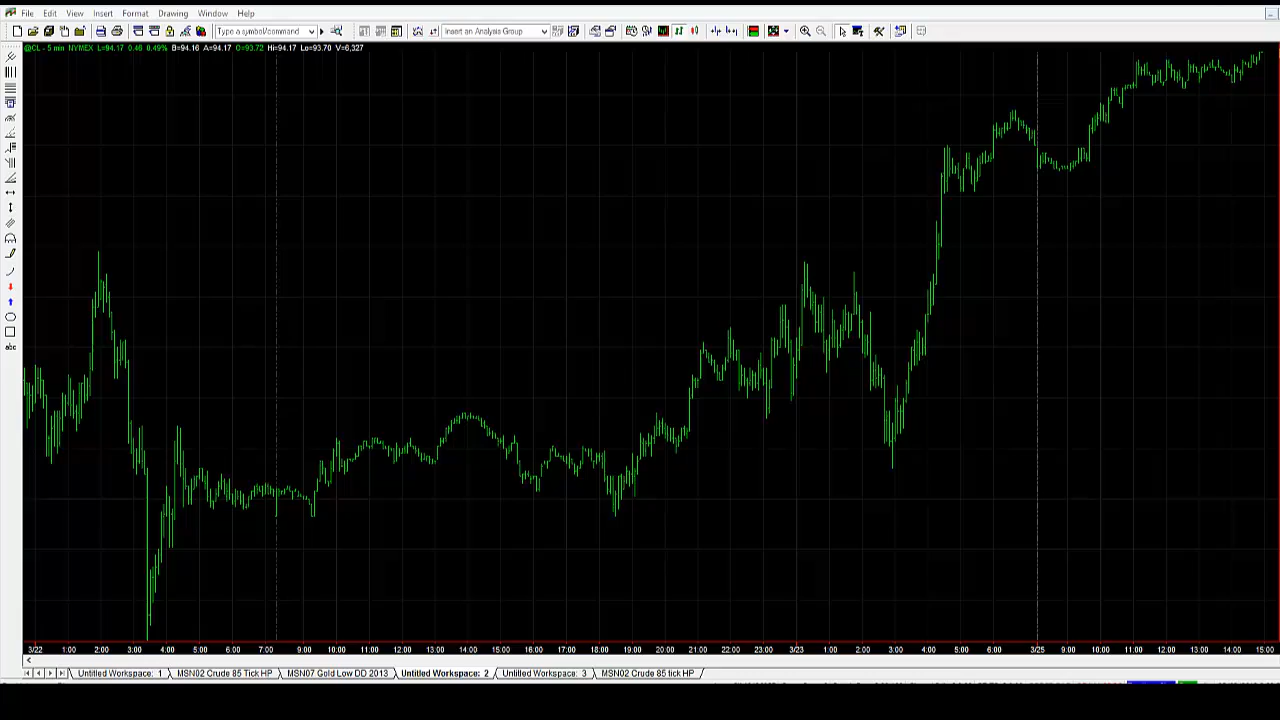 File Edit View Insert Format Drawing Window Help
Type a symbol/command Insert an Analysis Group
@CL - 5 min NYMEX L=94.17 0.46 0.49% B=94.16 A=94.17 O=93.72 Hi=94.17 Lo=93.70 V=6,327
abc
3/22 1:00 2:00 3:00 4:00 5:00 6:00 7:00 9:00 10:00 11:00 12:00 13:00 14:00 15:00 16:00 17:00 18:00 19:00 20:00 21:00 22:00 23:00 3/23 1:00 2:00 3:00 4:00 5:00 6:00 3/25 9:00 10:00 11:00 12:00 13:00 14:00 15:00
Untitled Workspace: 1 MSN02 Crude 85 Tick HP MSN07 Gold Low DD 2013 Untitled Workspace: 2 Untitled Workspace: 3 MSN02 Crude 85 tick HP